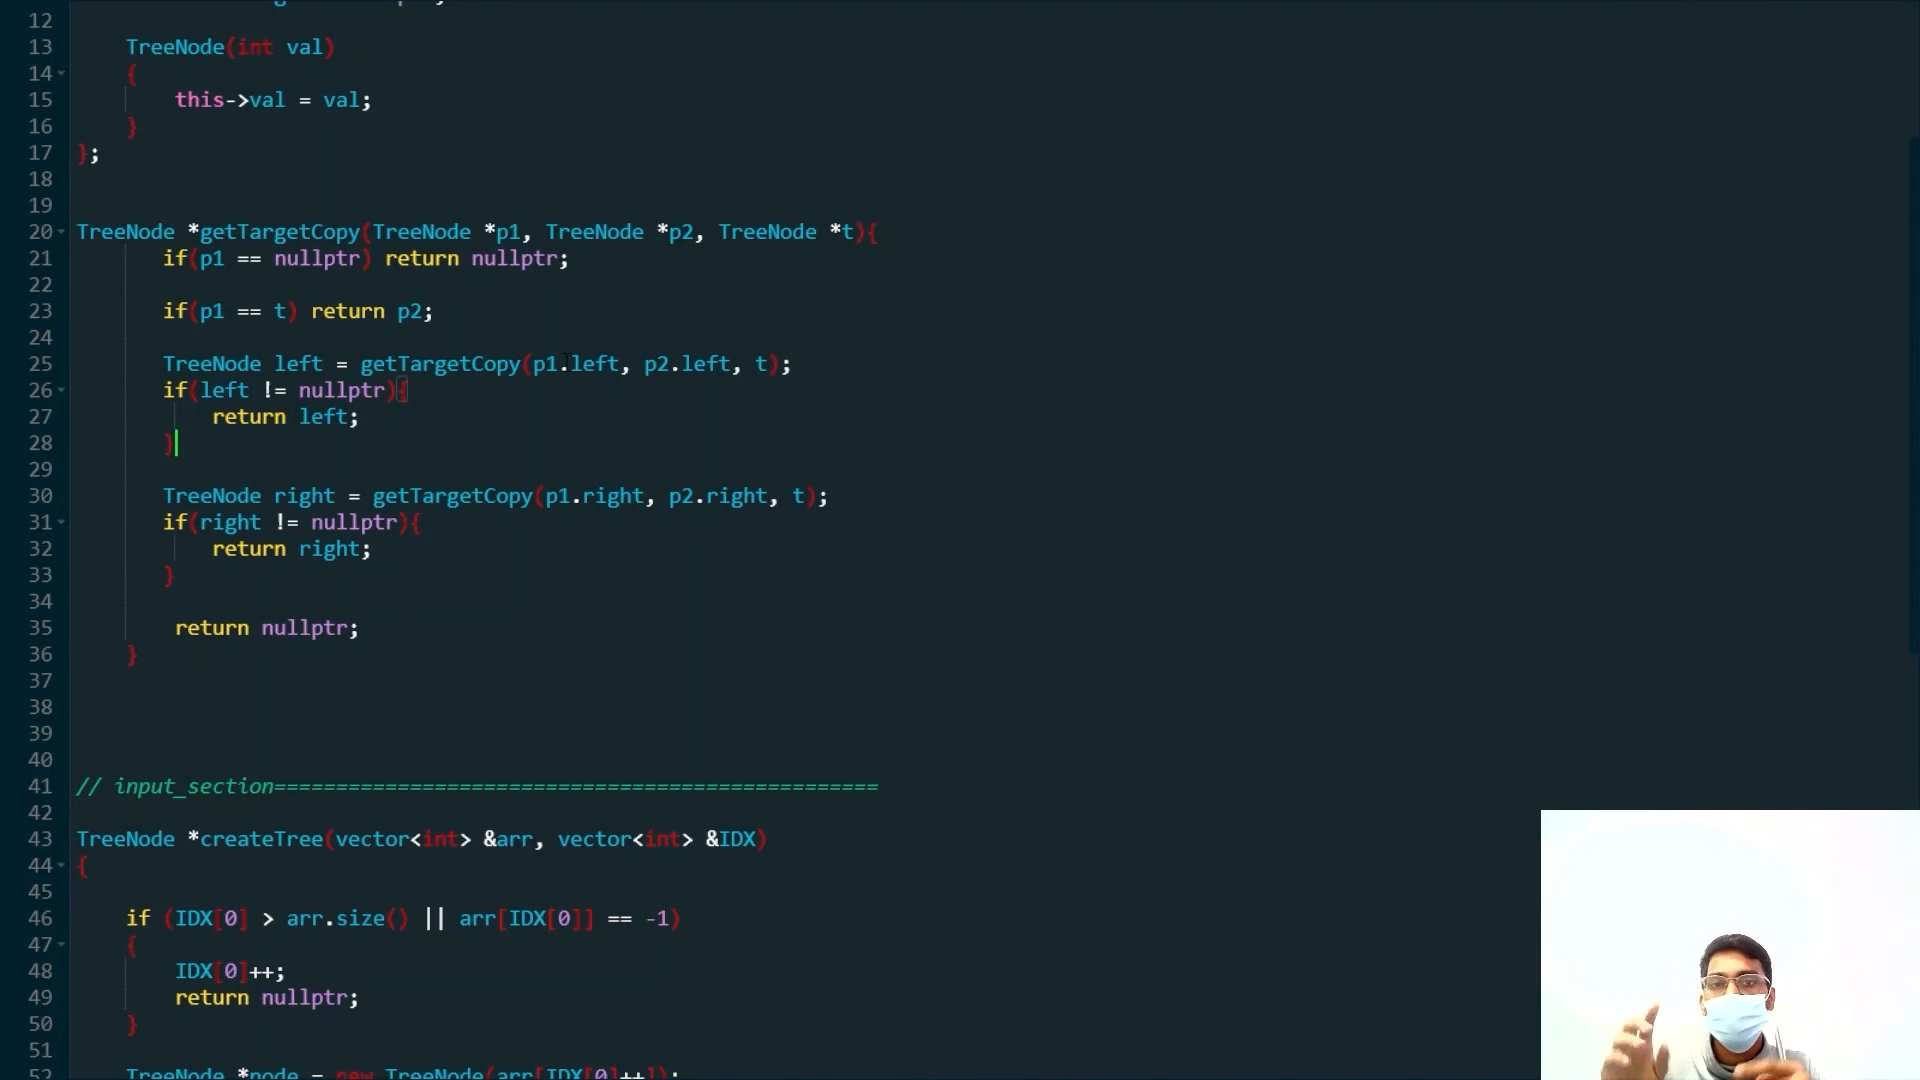 12
13 TreeNode(int val)
14 {
15 this->val = val;
16 }
17 };
18
19
20 TreeNode *getTargetCopy(TreeNode *p1, TreeNode *p2, TreeNode *t){
21 if(p1 == nullptr) return nullptr;
22
23 if(p1 == t) return p2;
24
25 TreeNode left = getTargetCopy(p1.left, p2.left, t);
26 if(left != nullptr){
27 return left;
28 }
29
30 TreeNode right = getTargetCopy(p1.right, p2.right, t);
31 if(right != nullptr){
32 return right;
33 }
34
35 return nullptr;
36 }
37
38
39
40
41 // input_section=================================================
42
43 TreeNode *createTree(vector<int> &arr, vector<int> &IDX)
44 {
45
46 if (IDX[0] > arr.size() || arr[IDX[0]] == -1)
47 {
48 IDX[0]++;
49 return nullptr;
50 }
51
52 TreeNode *node = new TreeNode(arr[IDX[0]++]);